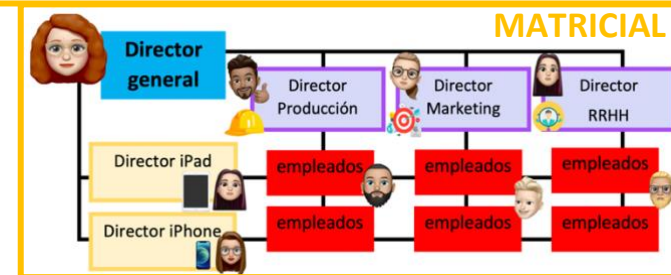 MATRICIAL
Director
general
Director
Producción
Director
Marketing
Director
RRHH
Director iPad
empleados
empleados
empleados
Director iPhone
empleados
empleados
empleados